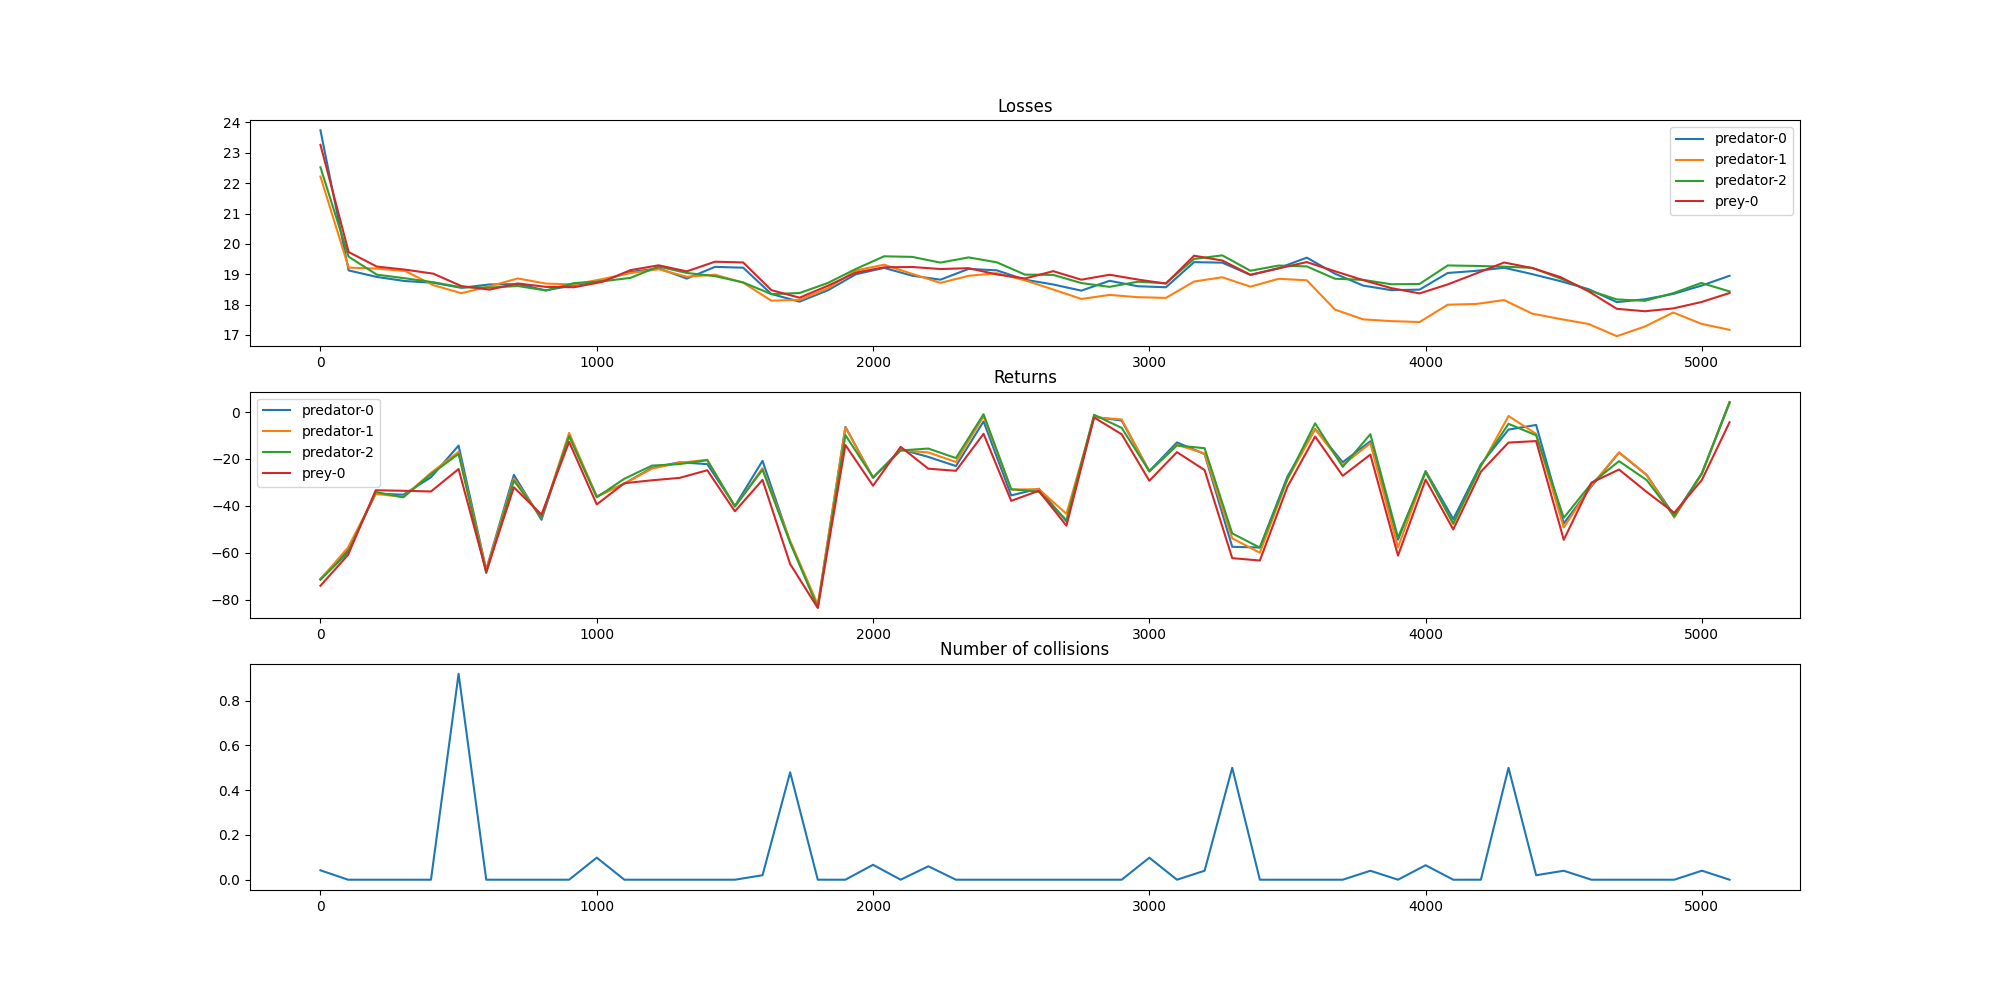 Losses
24
23
22
21
20
19
18
17
predator-0
predator-1
predator-2
prey-0
0 1000 2000 3000 4000 5000
Returns
0
−20
−40
−60
−80
predator-0
predator-1
predator-2
prey-0
0 1000 2000 3000 4000 5000
Number of collisions
0.8
0.6
0.4
0.2
0.0
0 1000 2000 3000 4000 5000